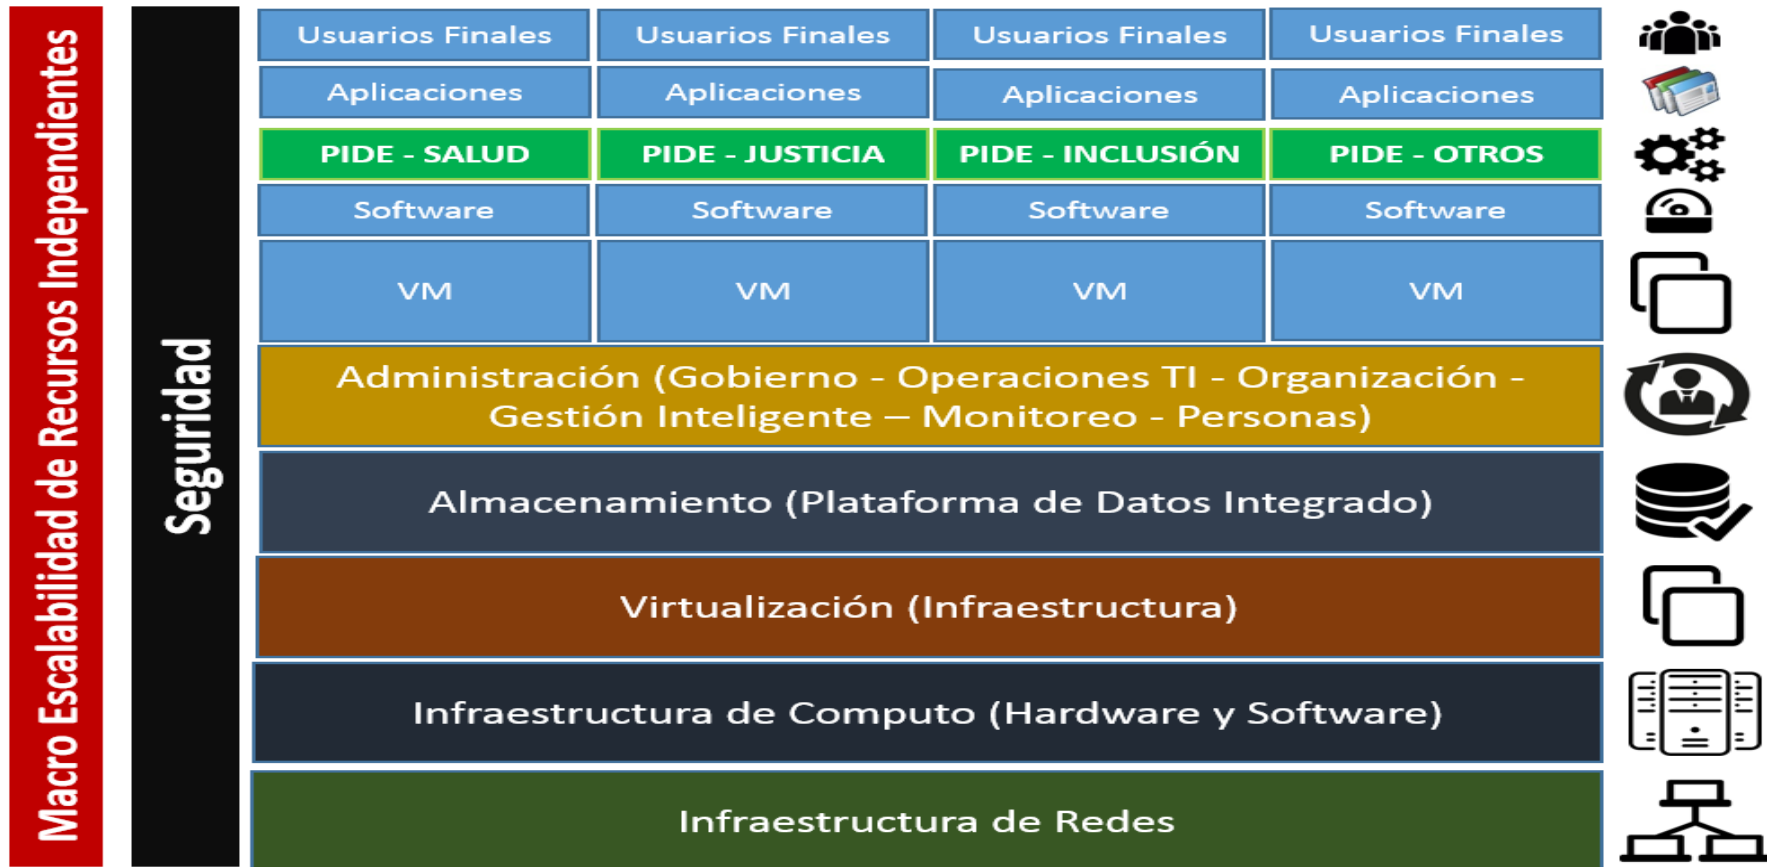 Macro Escalabilidad de Recursos Independientes
Seguridad
Usuarios Finales
Usuarios Finales
Usuarios Finales
Usuarios Finales
Aplicaciones
Aplicaciones
Aplicaciones
Aplicaciones
PIDE - SALUD
PIDE - JUSTICIA
PIDE - INCLUSIÓN
PIDE - OTROS
Software
Software
Software
Software
VM
VM
VM
VM
Administración (Gobierno - Operaciones TI - Organización -
Gestión Inteligente – Monitoreo - Personas)
Almacenamiento (Plataforma de Datos Integrado)
Virtualización (Infraestructura)
Infraestructura de Computo (Hardware y Software)
Infraestructura de Redes